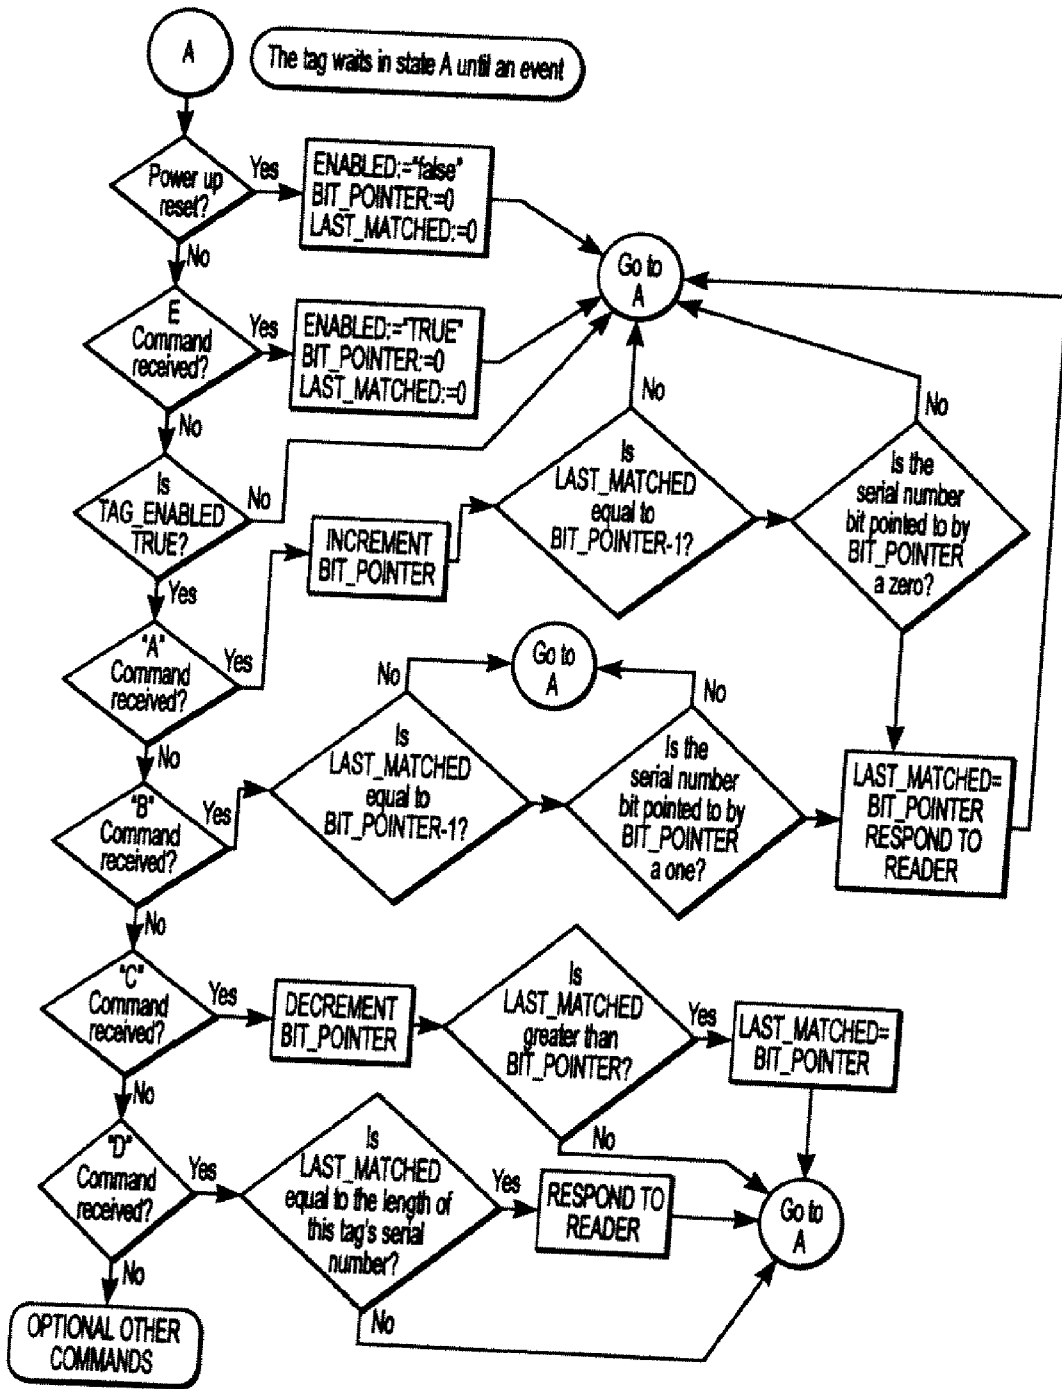 A
The tag waits in state A until an event
Power up
reset?
Yes
ENABLED:="false"
BIT_POINTER:=0
LAST_MATCHED:=0
No
Go to
A
E
Command
received?
Yes
ENABLED:="TRUE"
BIT_POINTER:=0
LAST_MATCHED:=0
No
Is
TAG_ENABLED
TRUE?
No
Yes
"A"
Command
received?
Yes
INCREMENT
BIT_POINTER
Is
LAST_MATCHED
equal to
BIT_POINTER-1?
No
Is the
serial number
bit pointed to by
BIT_POINTER
a zero?
No
No
"B"
Command
received?
Yes
Is
LAST_MATCHED
equal to
BIT_POINTER-1?
No
Go to
A
Is the
serial number
bit pointed to by
BIT_POINTER
a one?
No
LAST_MATCHED=
BIT_POINTER
RESPOND TO
READER
No
"C"
Command
received?
Yes
DECREMENT
BIT_POINTER
Is
LAST_MATCHED
greater than
BIT_POINTER?
Yes
LAST_MATCHED=
BIT_POINTER
No
No
"D"
Command
received?
Yes
Is
LAST_MATCHED
equal to the length of
this tag's serial
number?
Yes
RESPOND TO
READER
Go to
A
No
No
OPTIONAL OTHER
COMMANDS